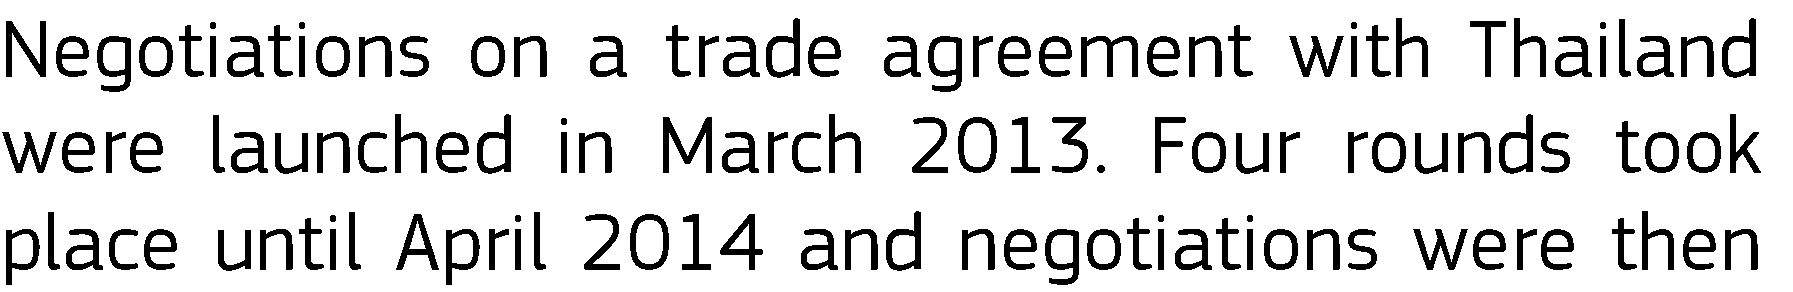 Negotiations on a trade agreement with Thailand
were launched in March 2013. Four rounds took
place until April 2014 and negotiations were then